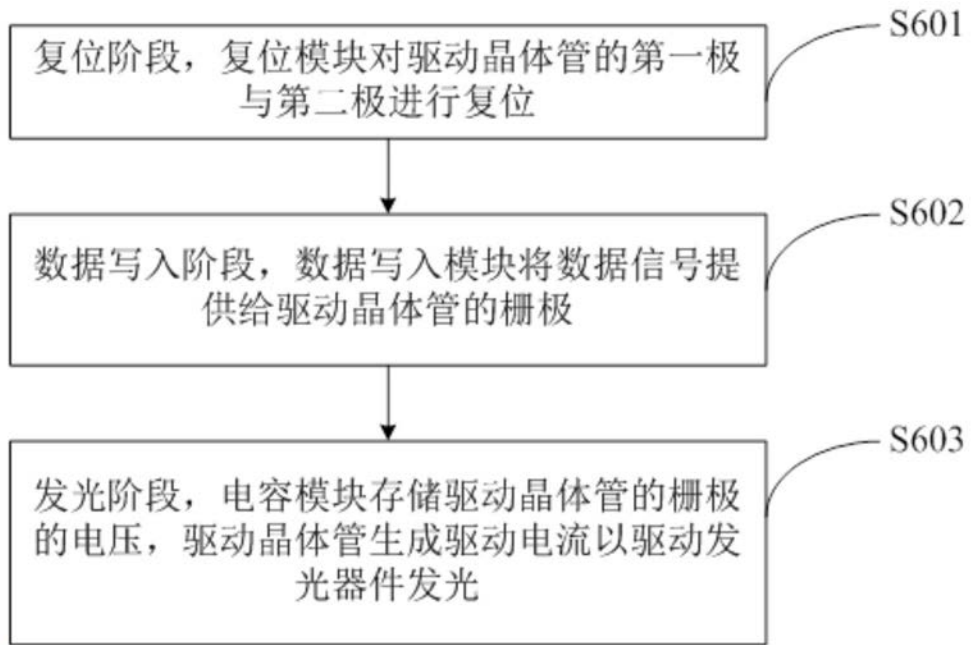 S601
复位阶段，复位模块对驱动晶体管的第一极
与第二极进行复位
S602
数据写入阶段，数据写入模块将数据信号提
供给驱动晶体管的栅极
S603
发光阶段，电容模块存储驱动晶体管的栅极
的电压，驱动晶体管生成驱动电流以驱动发
光器件发光